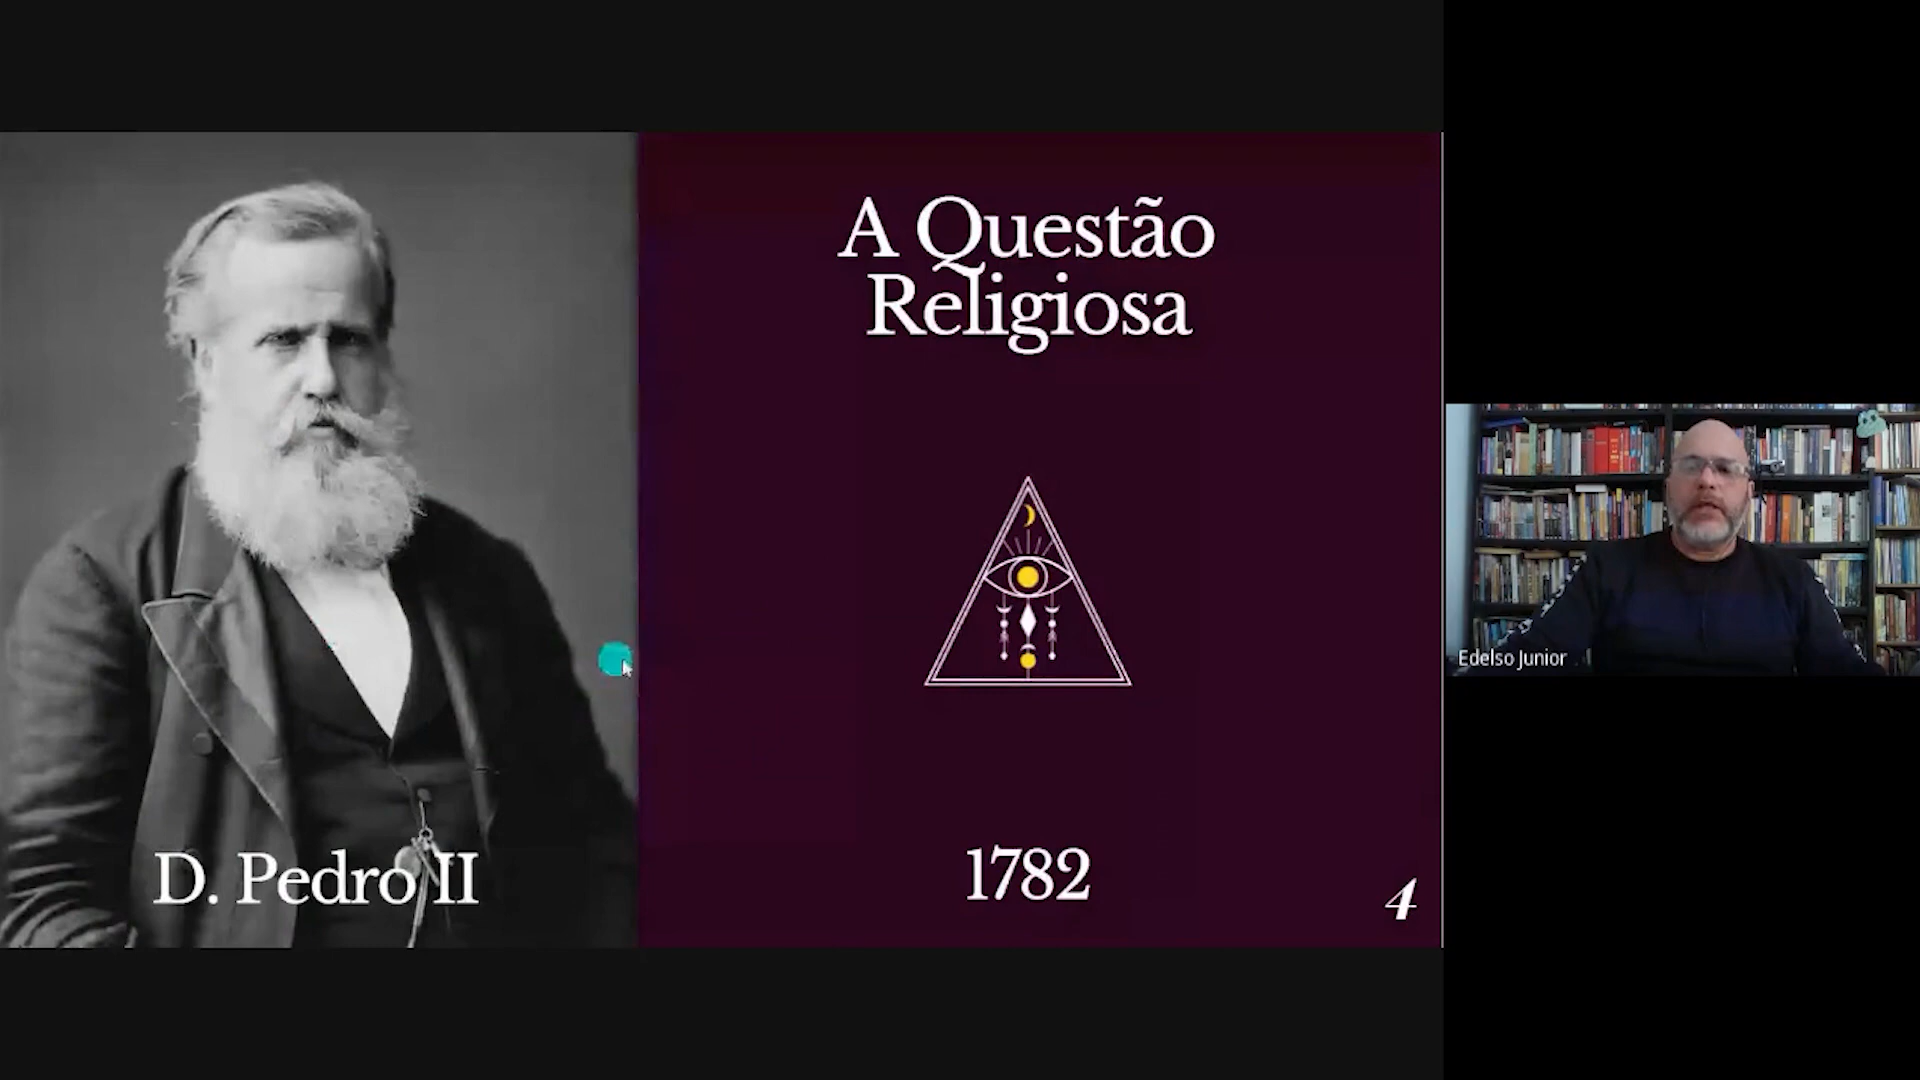 A Questão
Religiosa
D. Pedro II
1782
4
Edelso Junior